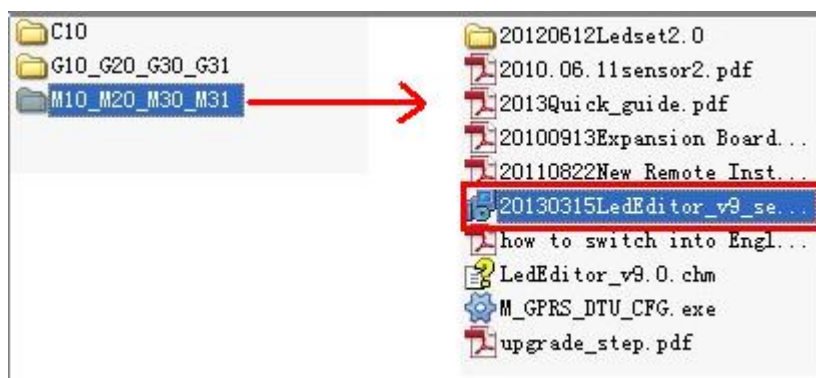 C10
G10_G20_G30_G31
M10_M20_M30_M31
20120612Ledset2.0
2010.06.11sensor2.pdf
2013Quick_guide.pdf
20100913Expansion Board...
20110822New Remote Inst...
20130315LedEditor_v9_se...
how to switch into Engl...
LedEditor_v9.0.chm
M_GPRS_DTU_CFG.exe
upgrade_step.pdf